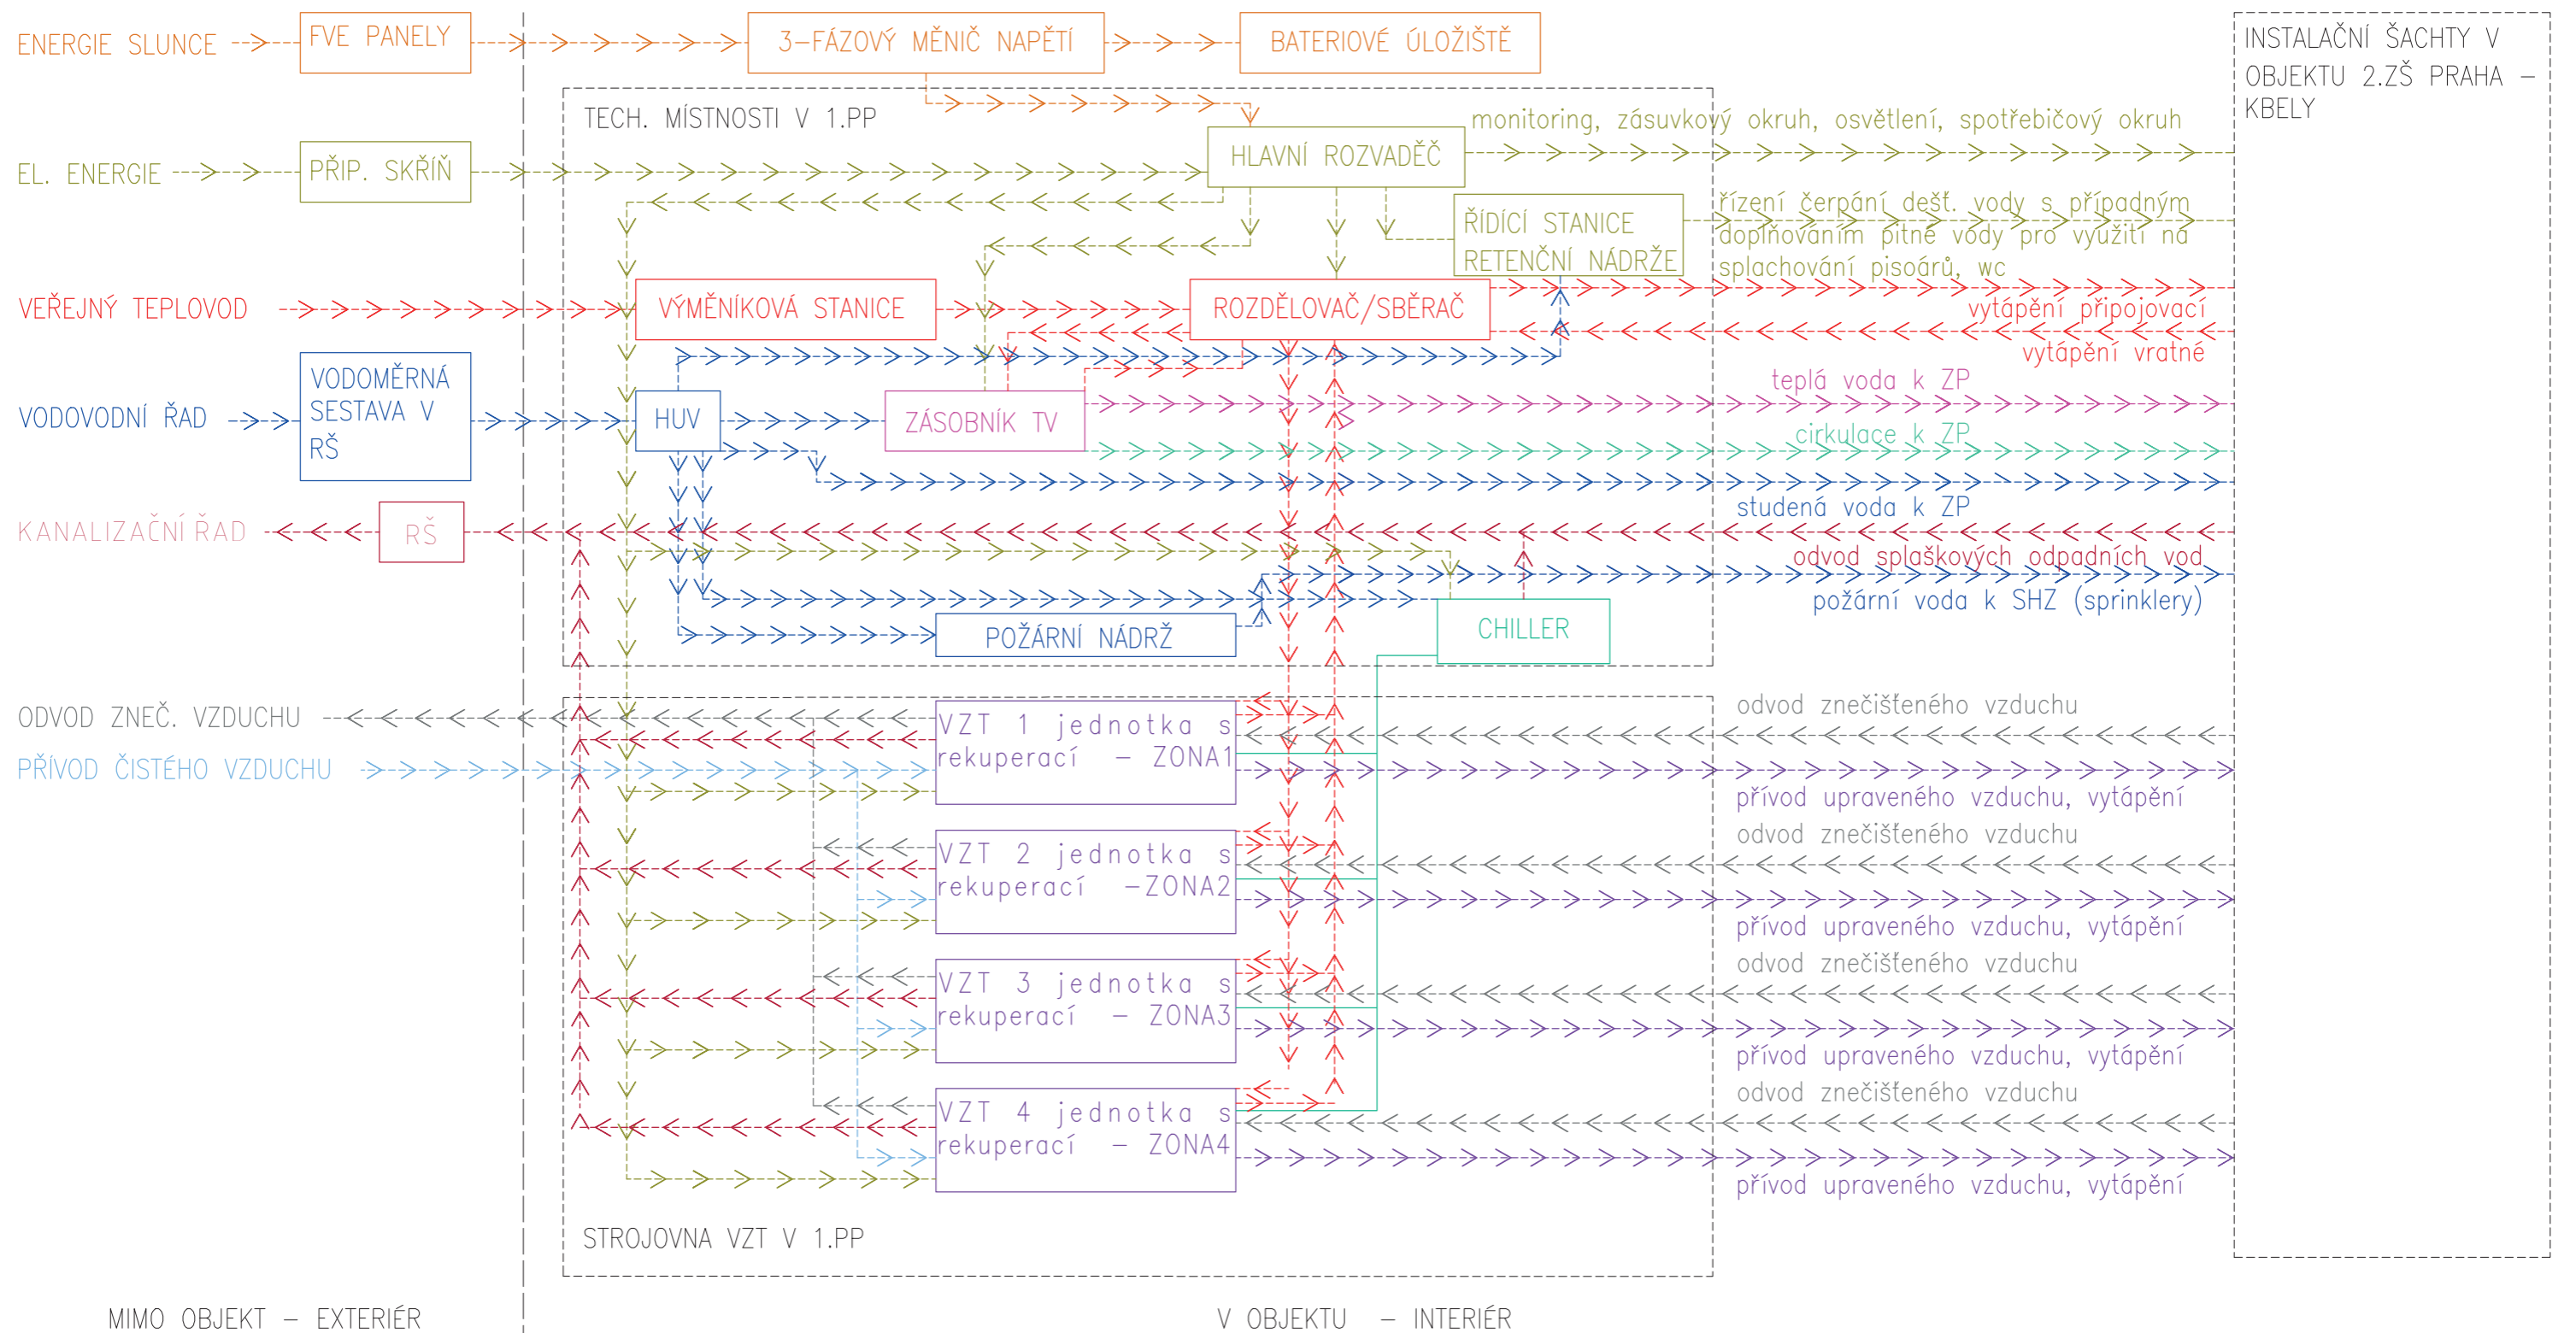 ENERGIE SLUNCE
FVE PANELY
3-FÁZOVÝ MĚNIČ NAPĚTÍ
BATERIOVÉ ÚLOŽIŠTĚ
INSTALAČNÍ ŠACHTY V
OBJEKTU 2.ZŠ PRAHA -
KBELY
TECH. MÍSTNOSTI V 1.PP
monitoring, zásuvkový okruh, osvětlení, spotřebičový okruh
EL. ENERGIE
PŘIP. SKŘÍŇ
HLAVNÍ ROZVADĚČ
ŘÍDÍCÍ STANICE
RETENČNÍ NÁDRŽE
řízení čerpání dešt. vody s případným
doplňováním pitné vody pro využití na
splachování pisoárů, wc
VEŘEJNÝ TEPLOVOD
VÝMĚNÍKOVÁ STANICE
ROZDĚLOVAČ/SBĚRAČ
vytápění připojovací
vytápění vratné
VODOVODNÍ ŘAD
VODOMĚRNÁ
SESTAVA V
RŠ
HUV
ZÁSOBNÍK TV
teplá voda k ZP
cirkulace k ZP
studená voda k ZP
KANALIZAČNÍ ŘAD
RŠ
odvod splaškových odpadních vod
požární voda k SHZ (sprinklery)
POŽÁRNÍ NÁDRŽ
CHILLER
ODVOD ZNEČ. VZDUCHU
PŘÍVOD ČISTÉHO VZDUCHU
VZT 1 jednotka s
rekuperací - ZONA1
odvod znečišťeného vzduchu
přívod upraveného vzduchu, vytápění
VZT 2 jednotka s
rekuperací -ZONA2
odvod znečišťeného vzduchu
přívod upraveného vzduchu, vytápění
VZT 3 jednotka s
rekuperací - ZONA3
odvod znečišťeného vzduchu
přívod upraveného vzduchu, vytápění
VZT 4 jednotka s
rekuperací - ZONA4
odvod znečišťeného vzduchu
přívod upraveného vzduchu, vytápění
STROJOVNA VZT V 1.PP
MIMO OBJEKT - EXTERIÉR
V OBJEKTU - INTERIÉR